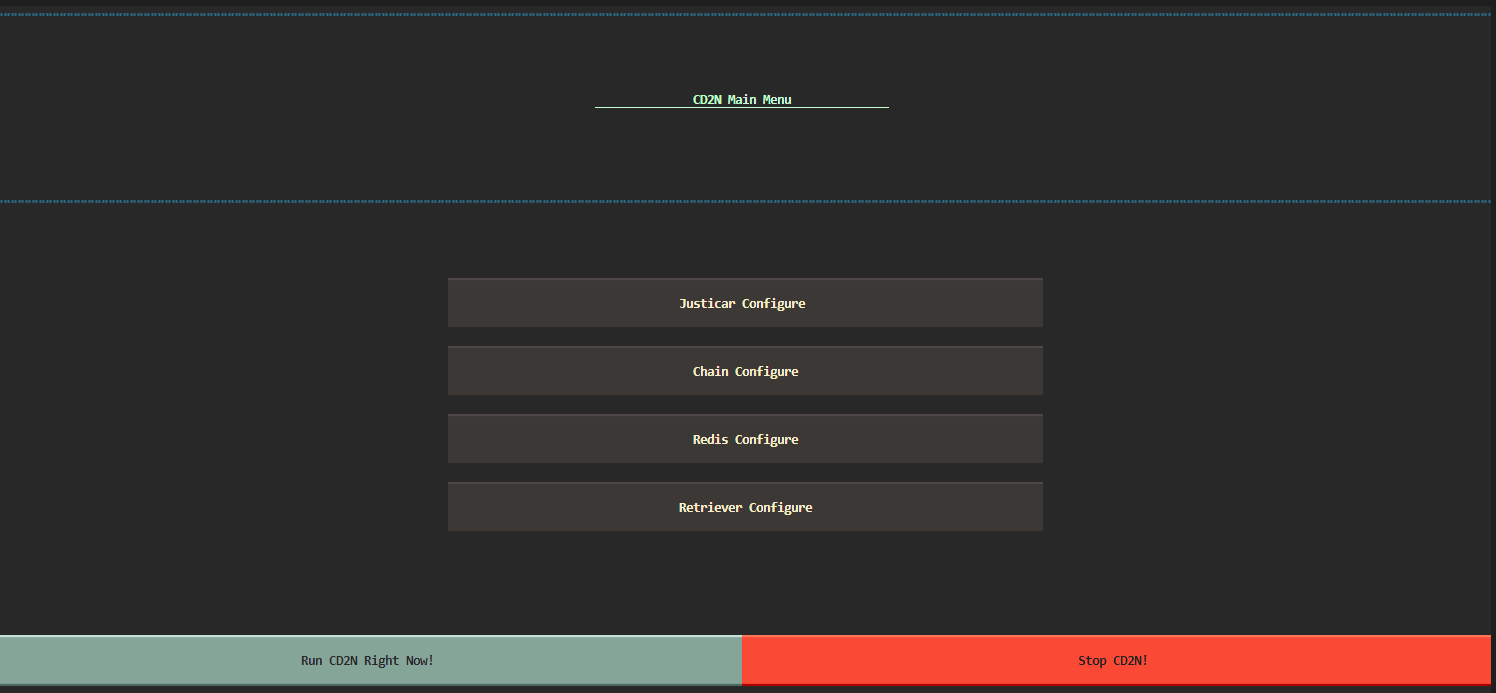 CD2N Main Menu
Justicar Configure
Chain Configure
Redis Configure
Retriever Configure
Run CD2N Right Now!
Stop CD2N!